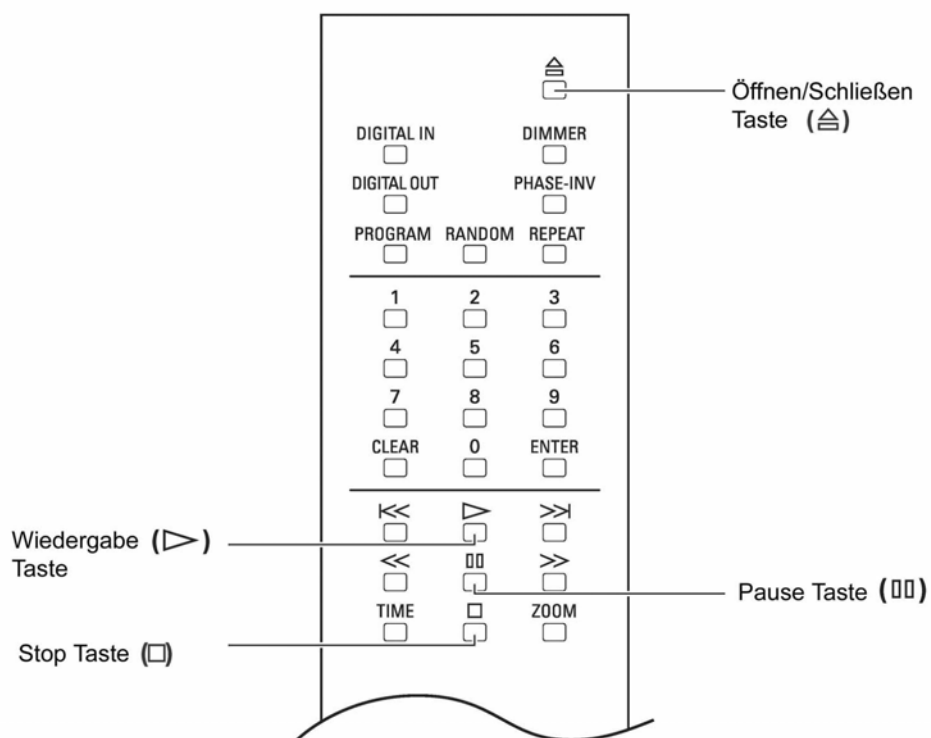 Öffnen/Schließen
Taste (≙)
DIGITAL IN DIMMER
DIGITAL OUT PHASE-INV
PROGRAM RANDOM REPEAT
1 2 3
4 5 6
7 8 9
CLEAR 0 ENTER
Wiedergabe (▷)
Taste
Pause Taste (▯▯)
TIME ZOOM
Stop Taste (□)